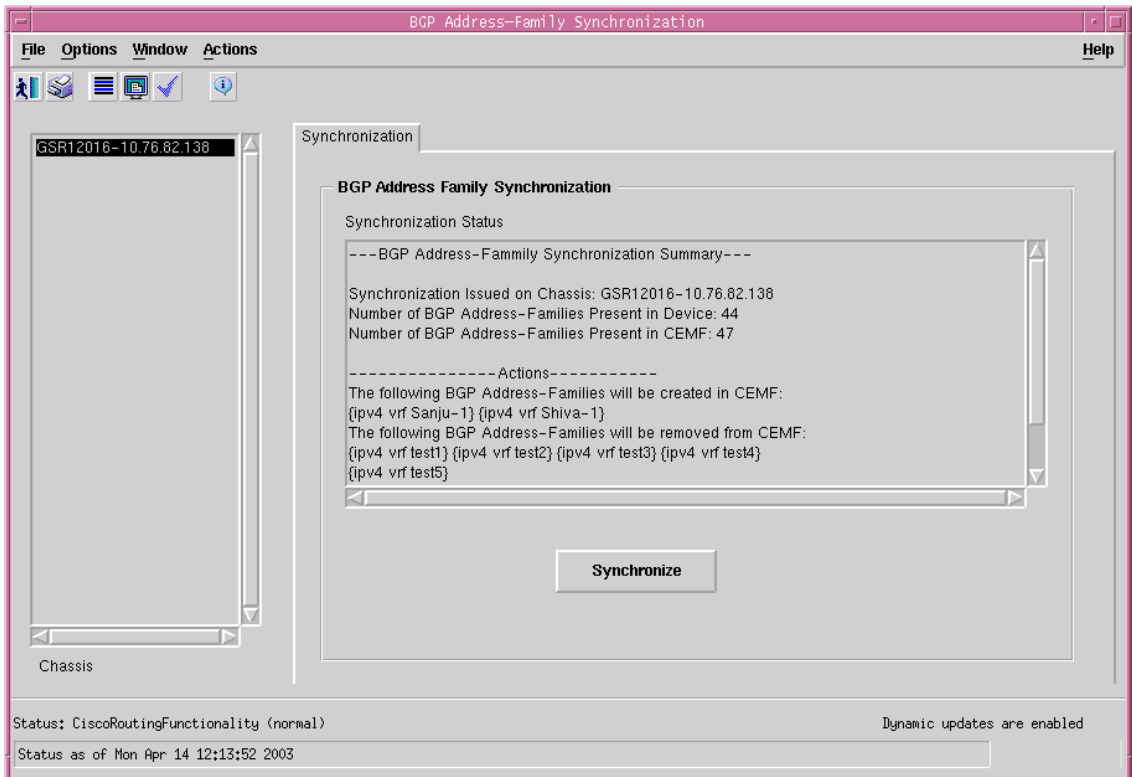 BGP Address-Family Synchronization
File Options Window Actions Help
GSR12016-10.76.82.138
Chassis
Synchronization
BGP Address Family Synchronization
Synchronization Status
---BGP Address-Fammily Synchronization Summary---
Synchronization Issued on Chassis: GSR12016-10.76.82.138
Number of BGP Address-Families Present in Device: 44
Number of BGP Address-Families Present in CEMF: 47
---------------Actions-----------
The following BGP Address-Families will be created in CEMF:
{ipv4 vrf Sanju-1} {ipv4 vrf Shiva-1}
The following BGP Address-Families will be removed from CEMF:
{ipv4 vrf test1} {ipv4 vrf test2} {ipv4 vrf test3} {ipv4 vrf test4}
{ipv4 vrf test5}
Synchronize
Status: CiscoRoutingFunctionality (normal) Dynamic updates are enabled
Status as of Mon Apr 14 12:13:52 2003